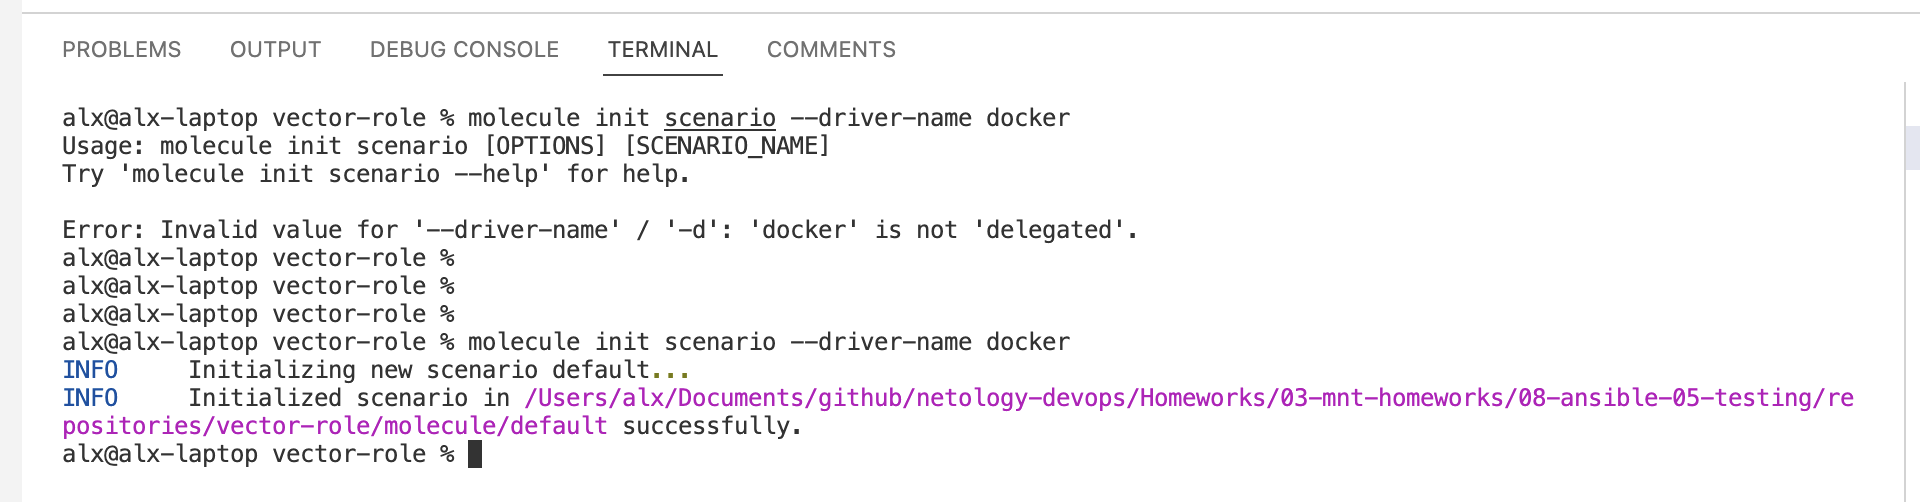 PROBLEMS OUTPUT DEBUG CONSOLE TERMINAL COMMENTS
alx@alx-laptop vector-role % molecule init scenario --driver-name docker
Usage: molecule init scenario [OPTIONS] [SCENARIO_NAME]
Try 'molecule init scenario --help' for help.
Error: Invalid value for '--driver-name' / '-d': 'docker' is not 'delegated'.
alx@alx-laptop vector-role %
alx@alx-laptop vector-role %
alx@alx-laptop vector-role %
alx@alx-laptop vector-role % molecule init scenario --driver-name docker
INFO     Initializing new scenario default...
INFO     Initialized scenario in /Users/alx/Documents/github/netology-devops/Homeworks/03-mnt-homeworks/08-ansible-05-testing/re
positories/vector-role/molecule/default successfully.
alx@alx-laptop vector-role %